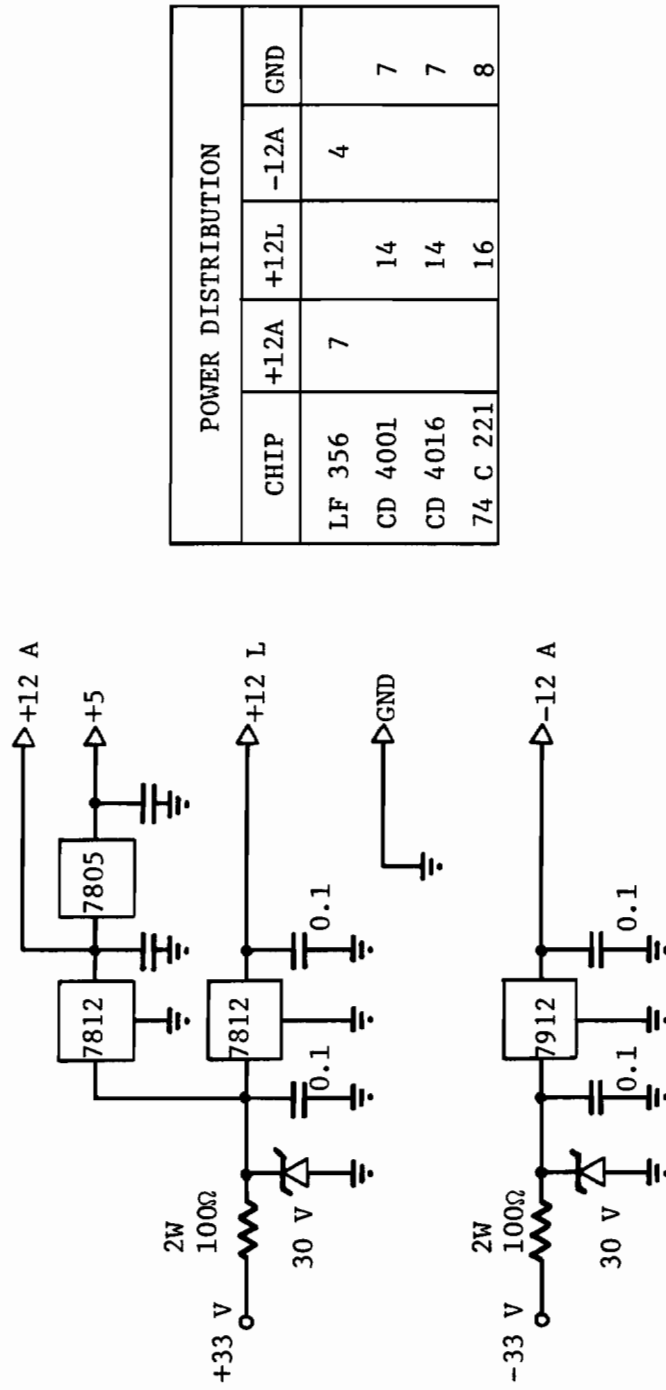 POWER DISTRIBUTION
CHIP +12A +12L -12A GND
LF 356 7 4
CD 4001 14 7
CD 4016 14 7
74 C 221 16 8
+12 A
+5
7812
7805
+33 V
2W
100Ω
30 V
0.1
7812
0.1
+12 L
GND
-33 V
2W
100Ω
30 V
0.1
7912
0.1
-12 A